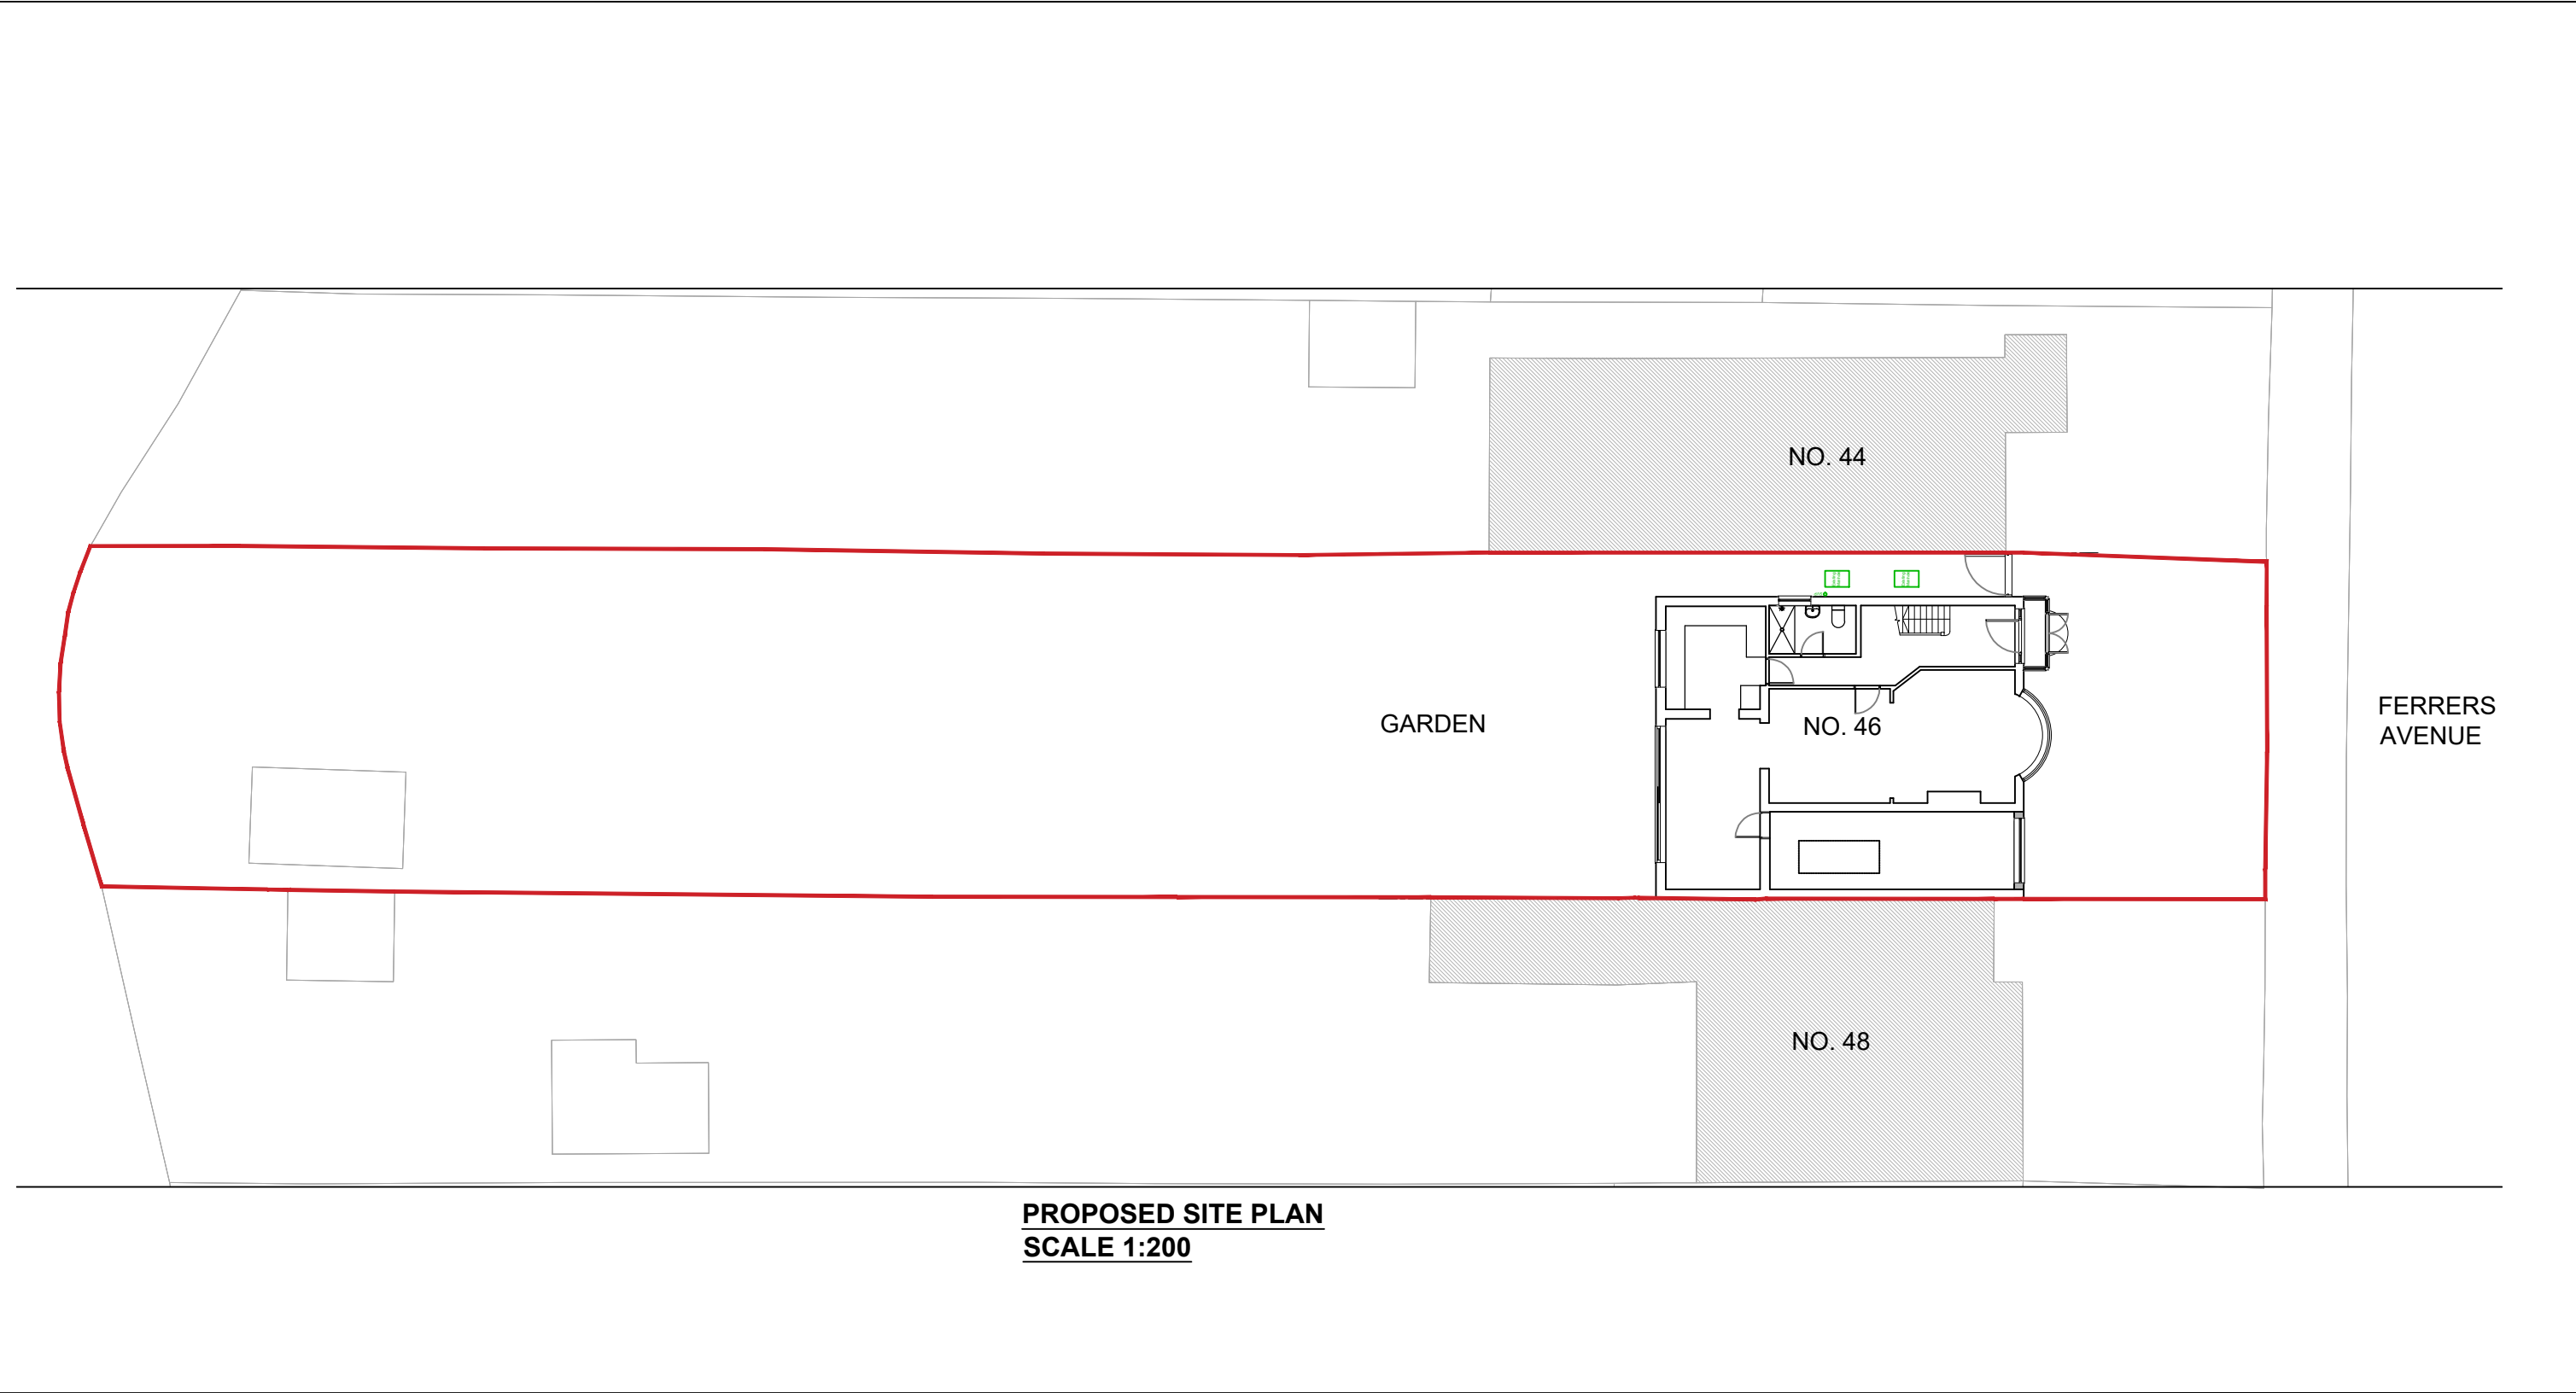 NO. 44
GARDEN
NO. 46
FERRERS
AVENUE
NO. 48
PROPOSED SITE PLAN
SCALE 1:200